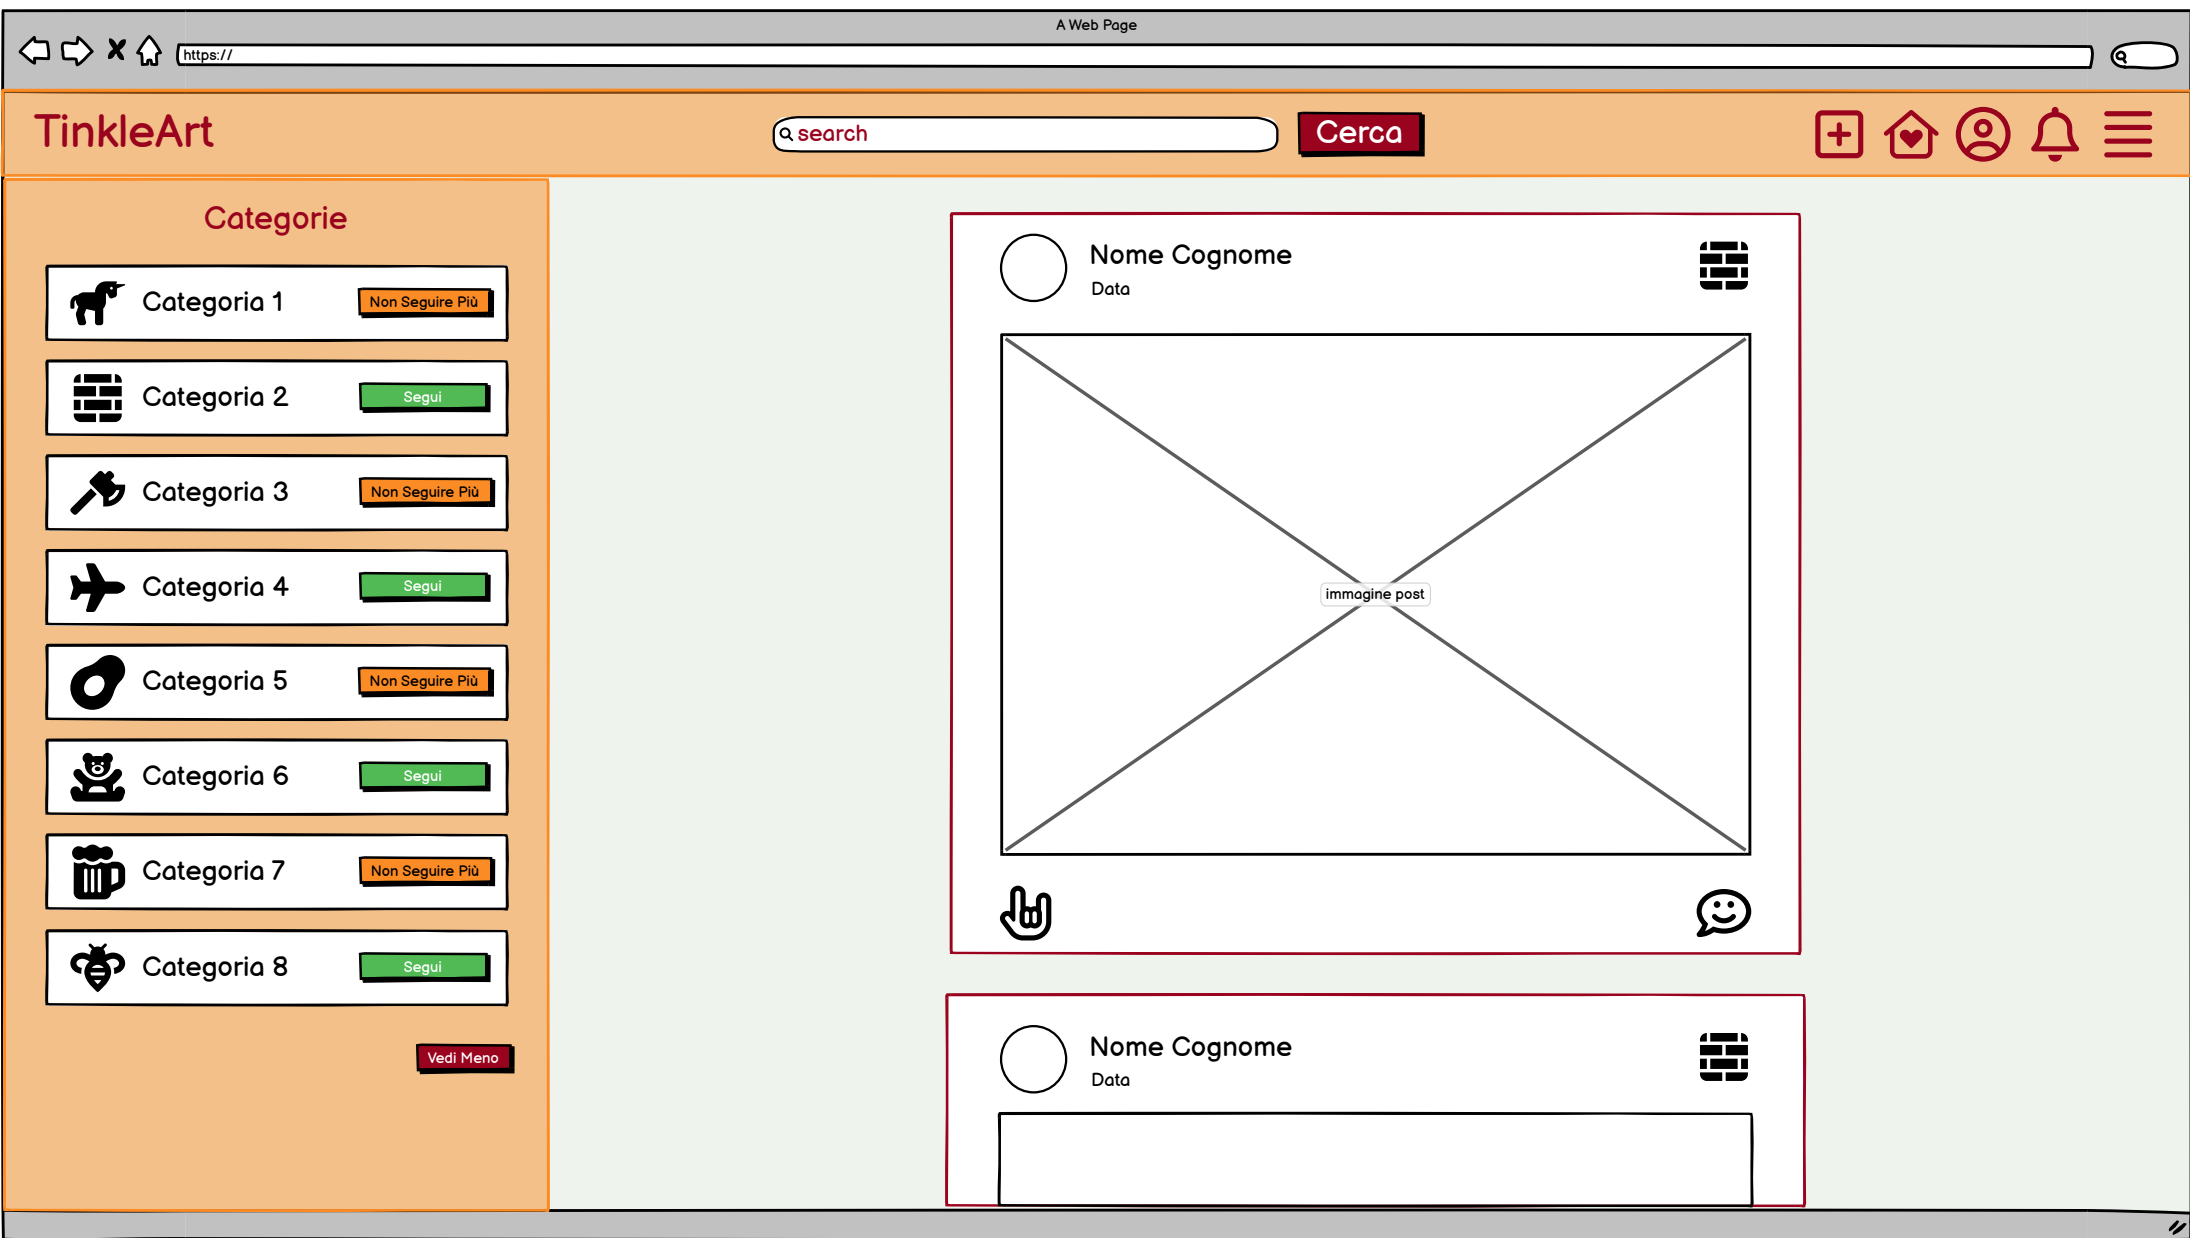 A Web Page
https://
TinkleArt
search
Cerca
Categorie
Categoria 1
Non Seguire Più
Categoria 2
Segui
Categoria 3
Non Seguire Più
Categoria 4
Segui
Categoria 5
Non Seguire Più
Categoria 6
Segui
Categoria 7
Non Seguire Più
Categoria 8
Segui
Vedi Meno
Nome Cognome
Data
immagine post
Nome Cognome
Data